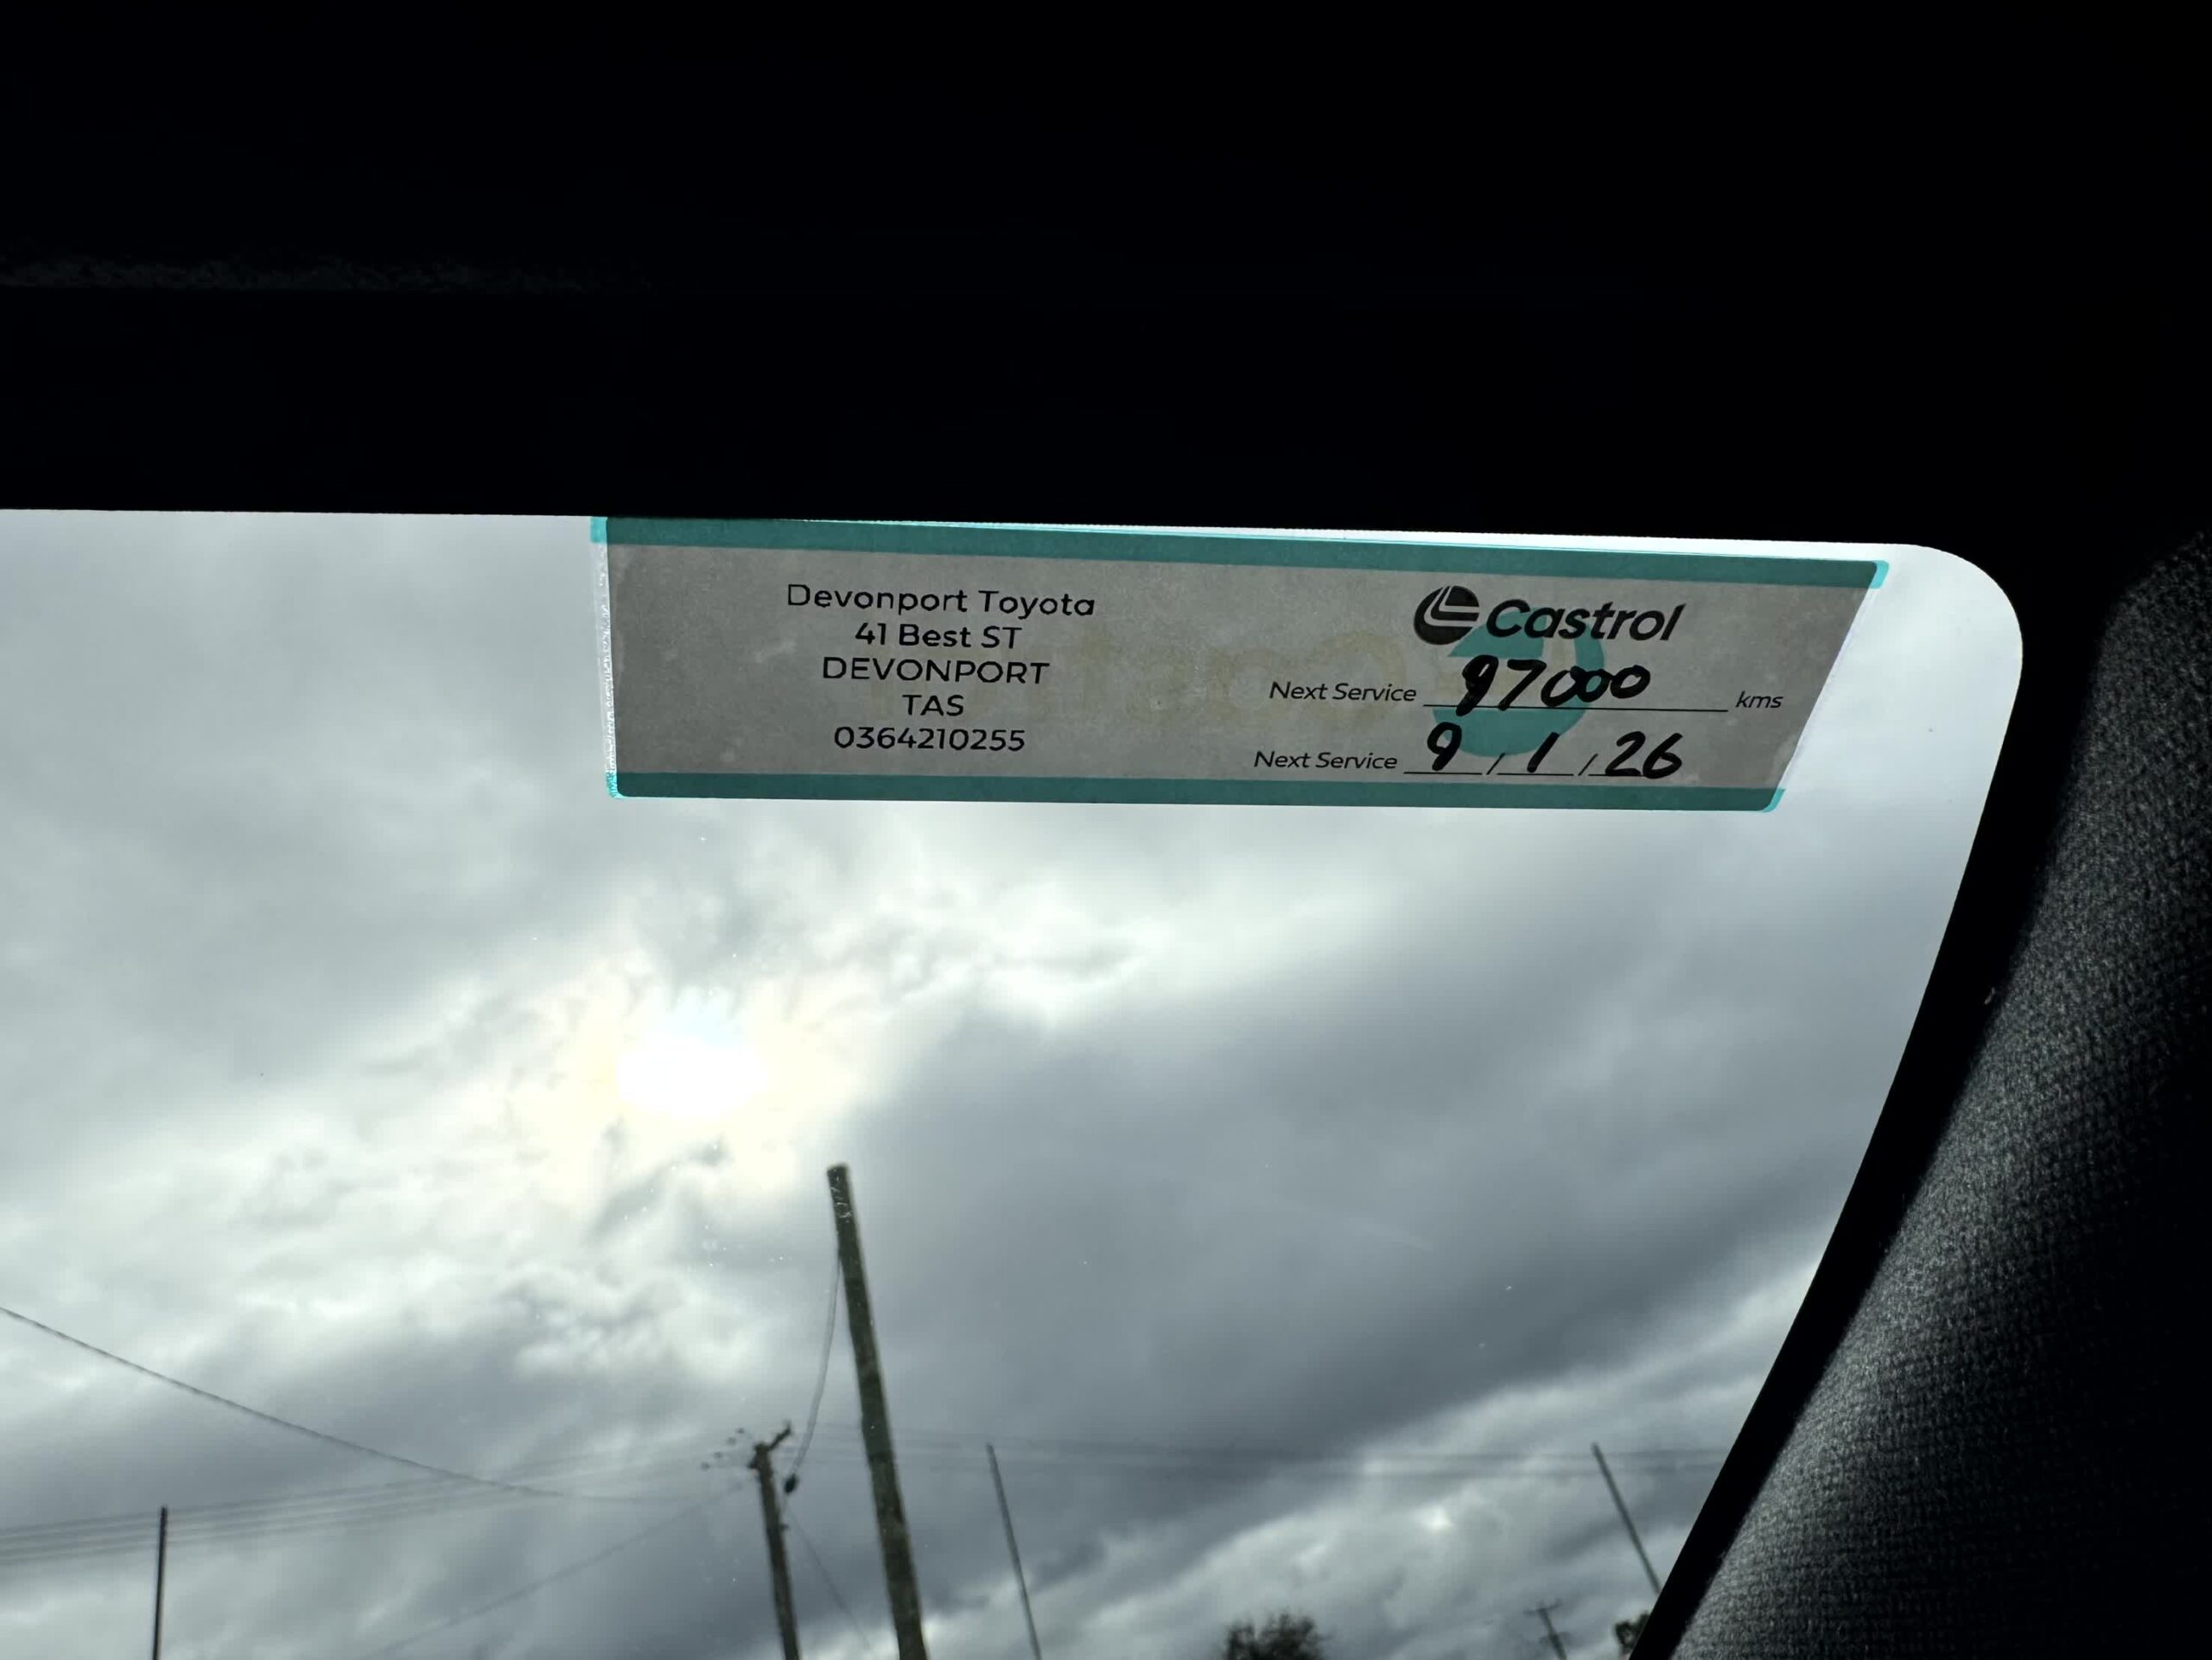 Devonport Toyota
41 Best ST
DEVONPORT
TAS
0364210255
Castrol
Next Service 97000 kms
Next Service 9 / 1 / 26